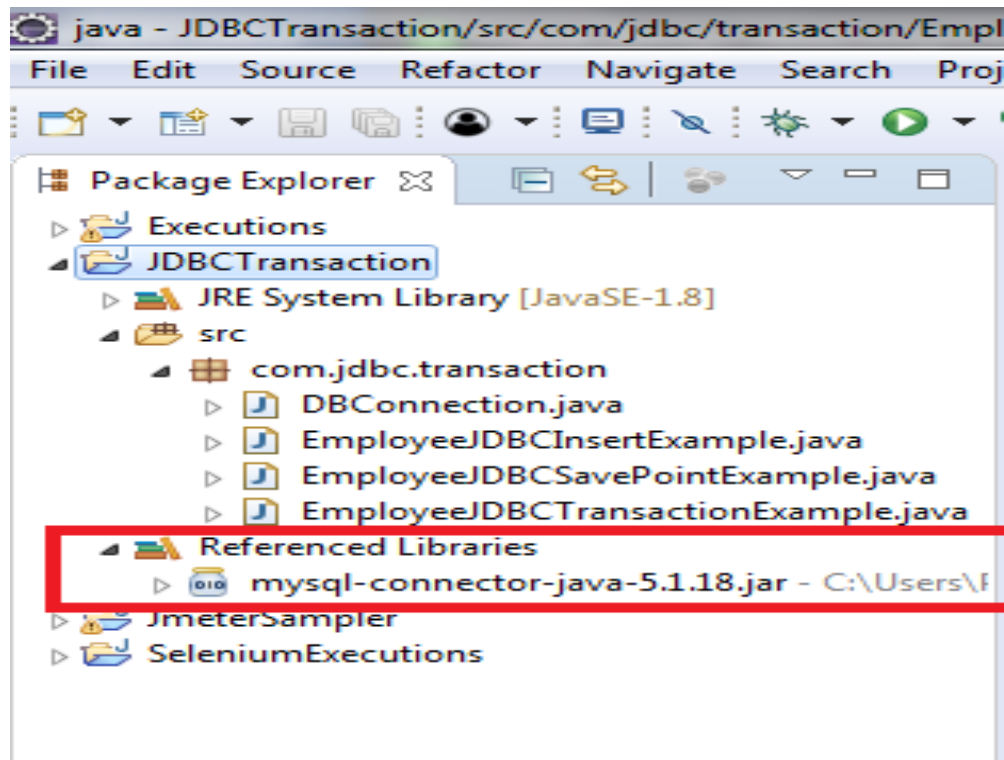 java - JDBCTransaction/src/com/jdbc/transaction/Empl
File Edit Source Refactor Navigate Search Proj
Package Explorer
Executions
JDBCTransaction
JRE System Library [JavaSE-1.8]
src
com.jdbc.transaction
DBConnection.java
EmployeeJDBCInsertExample.java
EmployeeJDBCSavePointExample.java
EmployeeJDBCTransactionExample.java
Referenced Libraries
mysql-connector-java-5.1.18.jar - C:\Users\
JmeterSampler
SeleniumExecutions